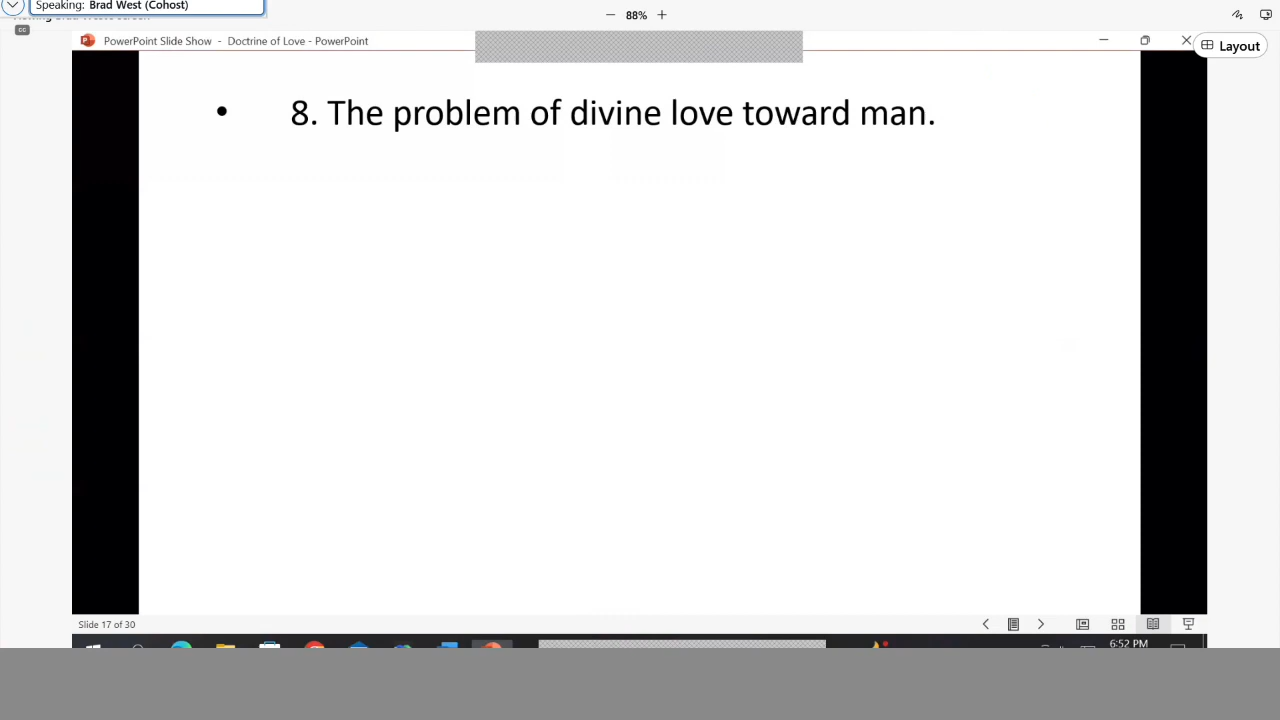 Speaking: Brad West (Cohost)
88%
CC
PowerPoint Slide Show - Doctrine of Love - PowerPoint
Layout
• 8. The problem of divine love toward man.
Slide 17 of 30
6:52 PM